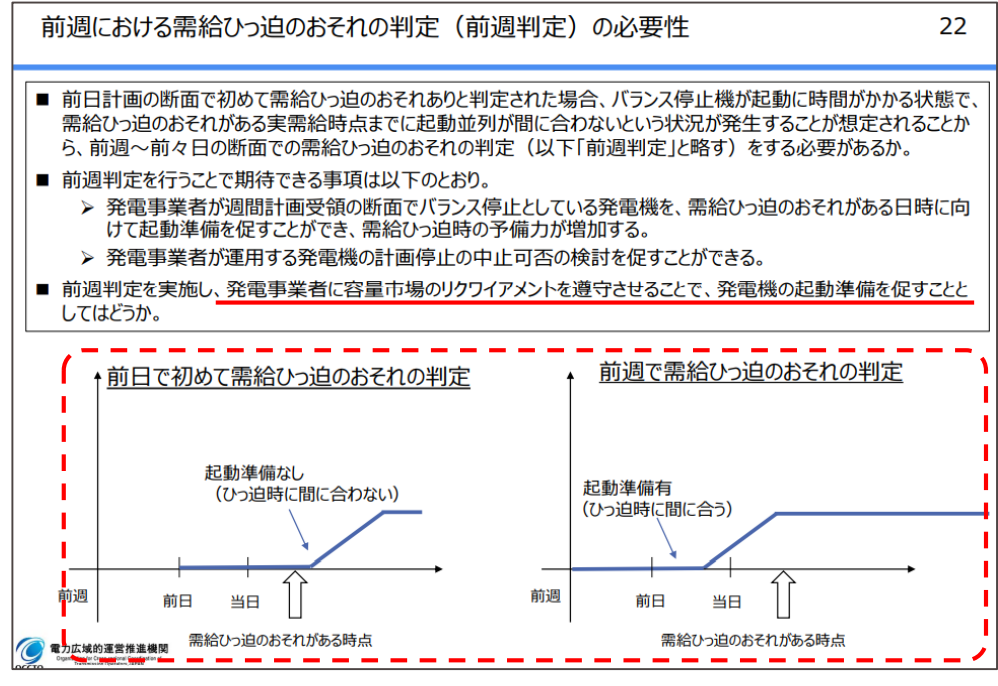 前週における需給ひっ迫のおそれの判定（前週判定）の必要性
22
■ 前日計画の断面で初めて需給ひっ迫のおそれありと判定された場合、バランス停止機が起動に時間がかかる状態で、
需給ひっ迫のおそれがある実需給時点までに起動並列が間に合わないという状況が発生することが想定されることか
ら、前週～前々日の断面での需給ひっ迫のおそれの判定（以下「前週判定」と略す）をする必要があるか。
■ 前週判定を行うことで期待できる事項は以下のとおり。
➢ 発電事業者が週間計画受領の断面でバランス停止としている発電機を、需給ひっ迫のおそれがある日時に向
けて起動準備を促すことができ、需給ひっ迫時の予備力が増加する。
➢ 発電事業者が運用する発電機の計画停止の中止可否の検討を促すことができる。
■ 前週判定を実施し、発電事業者に容量市場のリクワイアメントを遵守させることで、発電機の起動準備を促すことと
してはどうか。
前日で初めて需給ひっ迫のおそれの判定
起動準備なし
（ひっ迫時に間に合わない）
前週
前日
当日
需給ひっ迫のおそれがある時点
前週で需給ひっ迫のおそれの判定
起動準備有
（ひっ迫時に間に合う）
前週
前日
当日
需給ひっ迫のおそれがある時点
電力広域的運営推進機関